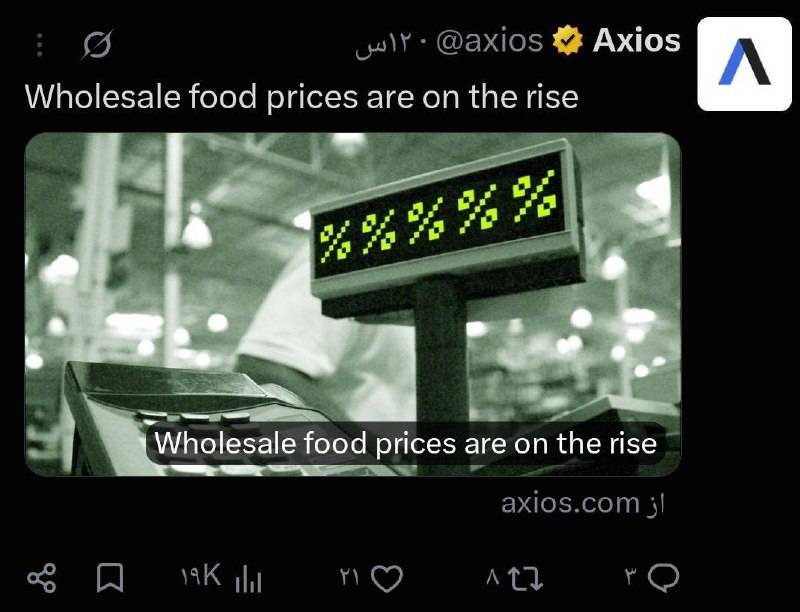 Axios @axios · ۱۲س
Wholesale food prices are on the rise
%%%%%
Wholesale food prices are on the rise
از axios.com
۳ ۸ ۲۱ ۱۹K